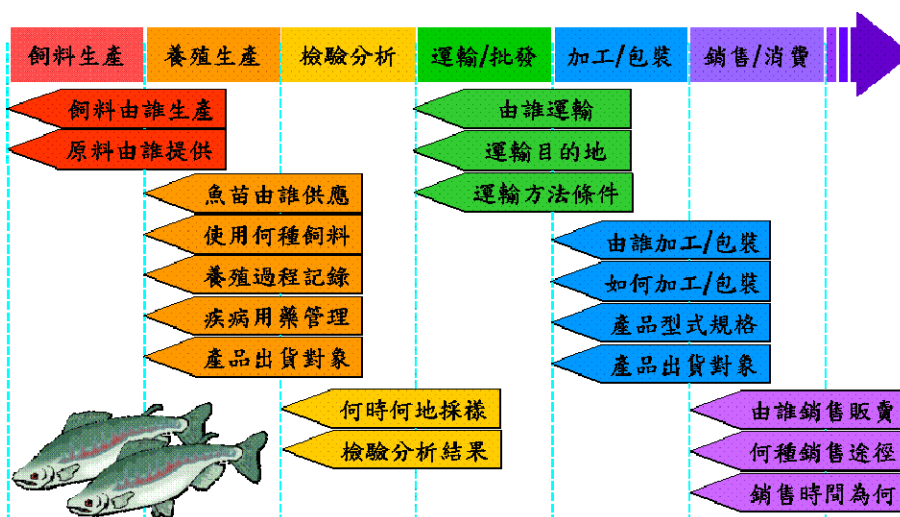 飼料生產
養殖生產
檢驗分析
運輸/批發
加工/包裝
銷售/消費
飼料由誰生產
原料由誰提供
魚苗由誰供應
使用何種飼料
養殖過程記錄
疾病用藥管理
產品出貨對象
何時何地採樣
檢驗分析結果
由誰運輸
運輸目的地
運輸方法條件
由誰加工/包裝
如何加工/包裝
產品型式規格
產品出貨對象
由誰銷售販賣
何種銷售途徑
銷售時間為何